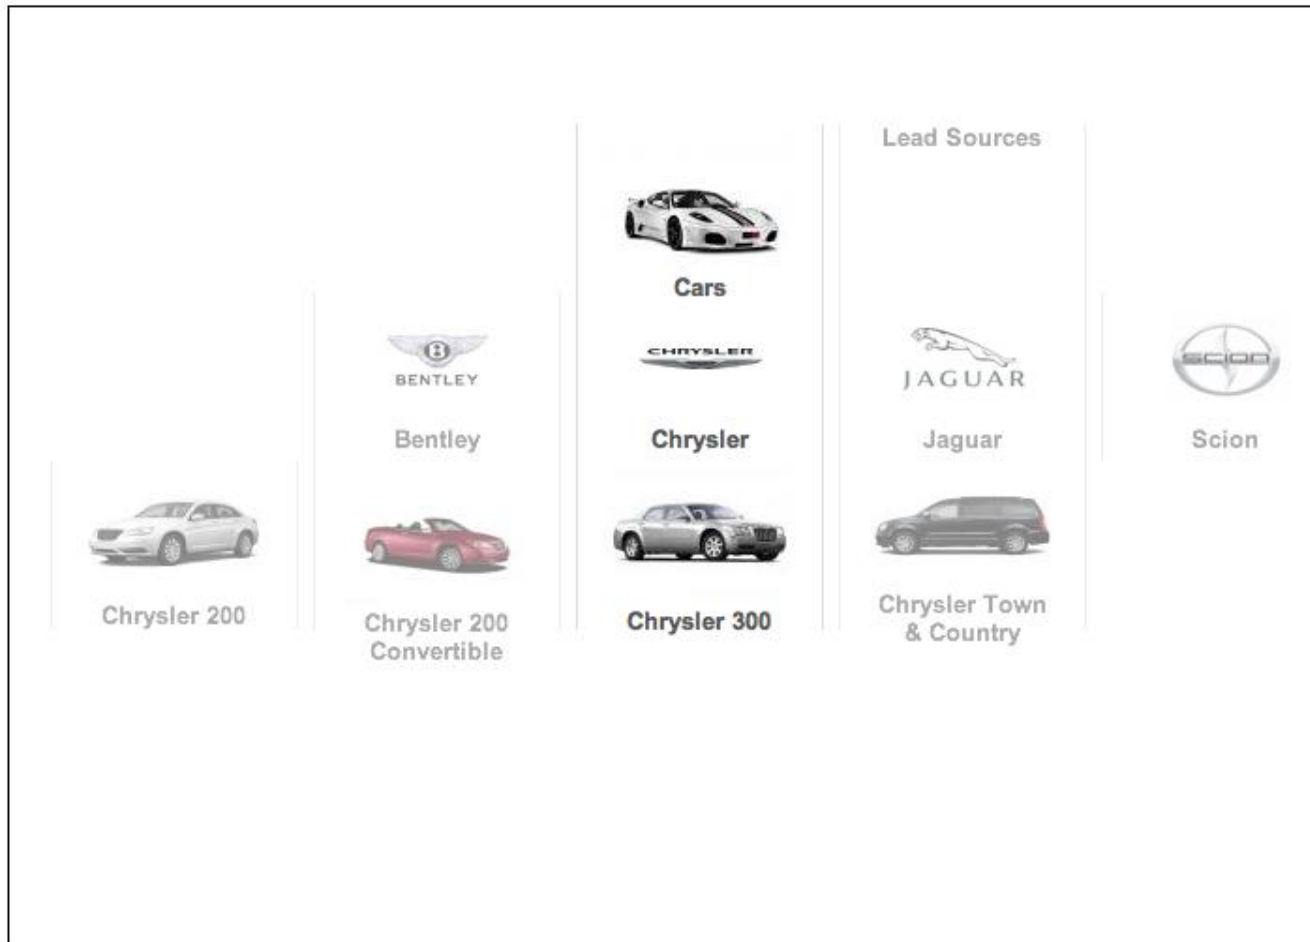 Lead Sources
Cars
BENTLEY
CHRYSLER
JAGUAR
SCION
Bentley
Chrysler
Jaguar
Scion
Chrysler 200
Chrysler 200
Convertible
Chrysler 300
Chrysler Town
& Country